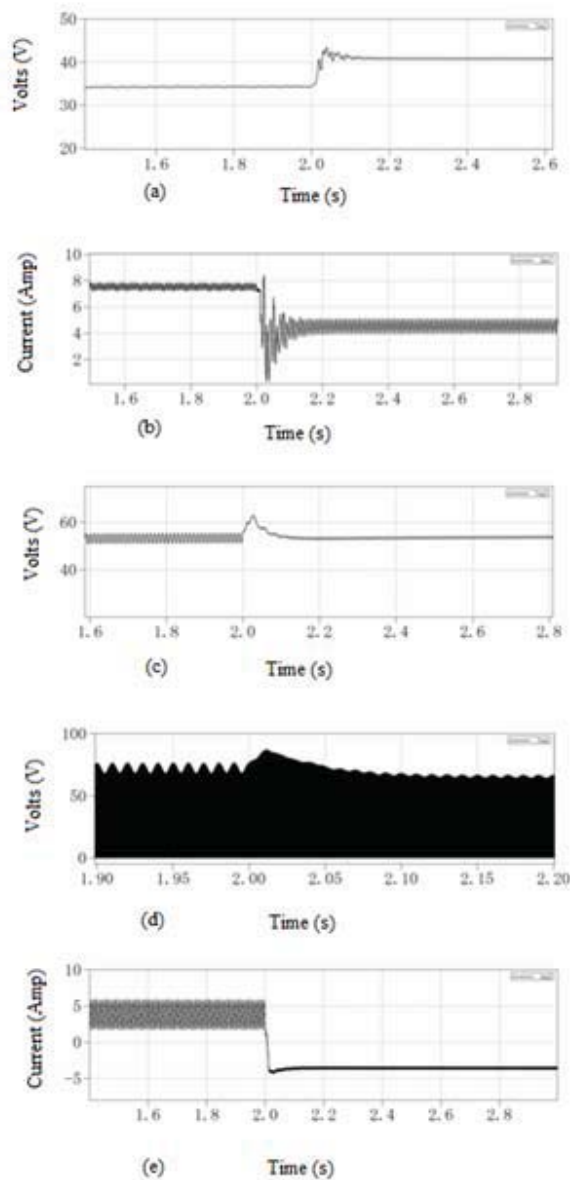 50
40
30
20
Volts (V)
1.6 1.8 2.0 2.2 2.4 2.6
(a) Time (s)
10
8
6
4
2
Current (Amp)
1.6 1.8 2.0 2.2 2.4 2.6 2.8
(b) Time (s)
60
40
Volts (V)
1.6 1.8 2.0 2.2 2.4 2.6 2.8
(c) Time (s)
100
50
0
Volts (V)
1.90 1.95 2.00 2.05 2.10 2.15 2.20
(d) Time (s)
10
5
0
-5
Current (Amp)
1.6 1.8 2.0 2.2 2.4 2.6 2.8
(e) Time (s)